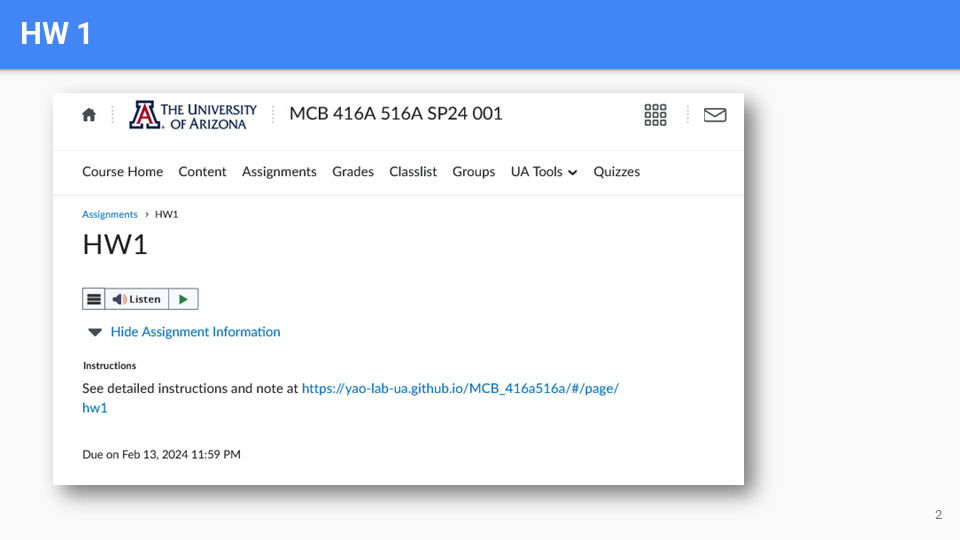 HW 1
THE UNIVERSITY
OF ARIZONA
MCB 416A 516A SP24 001
Course Home Content Assignments Grades Classlist Groups UA Tools Quizzes
Assignments › HW1
HW1
Listen
Hide Assignment Information
Instructions
See detailed instructions and note at https://yao-lab-ua.github.io/MCB_416a516a/#/page/
hw1
Due on Feb 13, 2024 11:59 PM
2